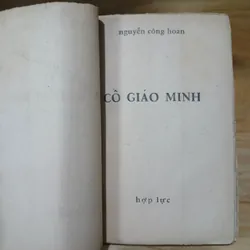 nguyễn công hoan
CÔ GIÁO MINH
hợp lực